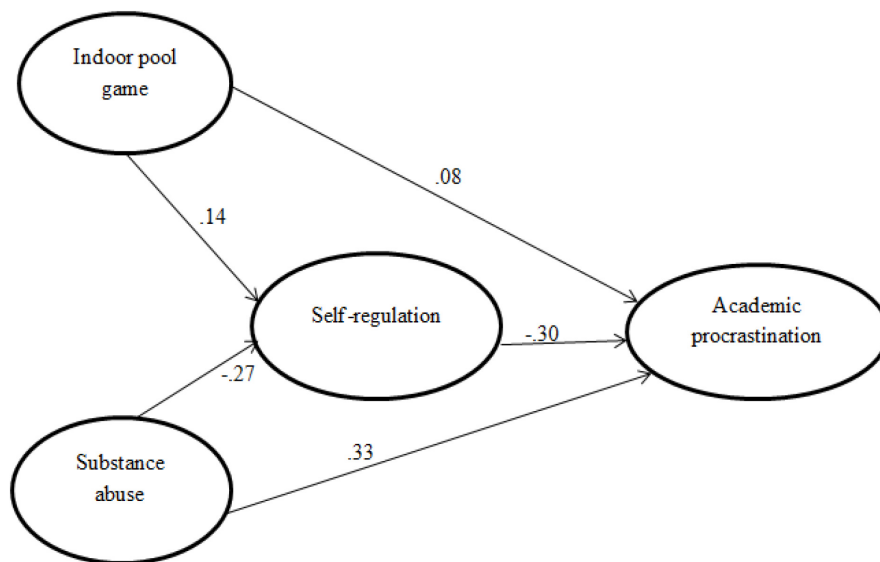 Indoor pool
game
.08
.14
Self-regulation
Academic
procrastination
-.30
-.27
.33
Substance
abuse